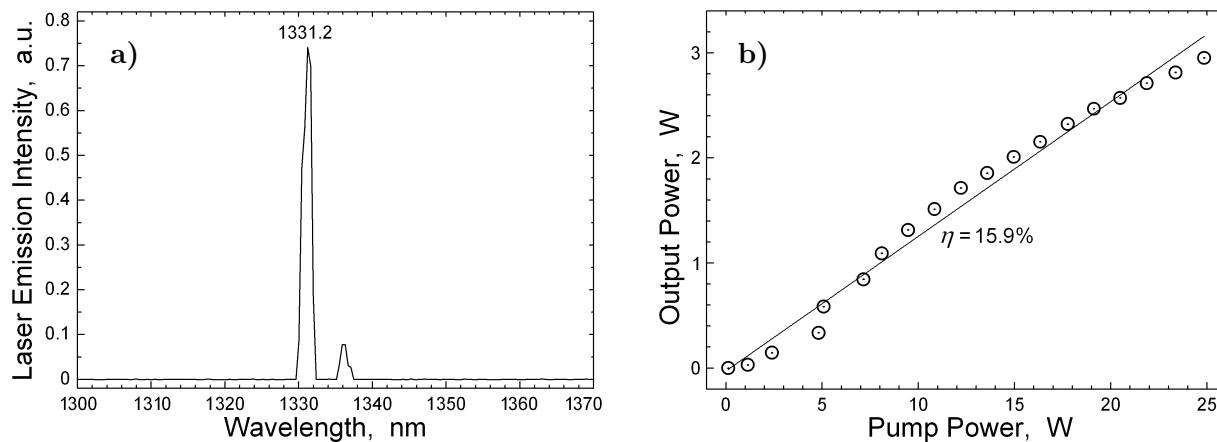 a)
1331.2
0.8
0.7
0.6
0.5
0.4
0.3
0.2
0.1
0
Laser Emission Intensity, a.u.
1300 1310 1320 1330 1340 1350 1360 1370
Wavelength, nm
b)
3
2
1
0
Output Power, W
η = 15.9%
0 5 10 15 20 25
Pump Power, W